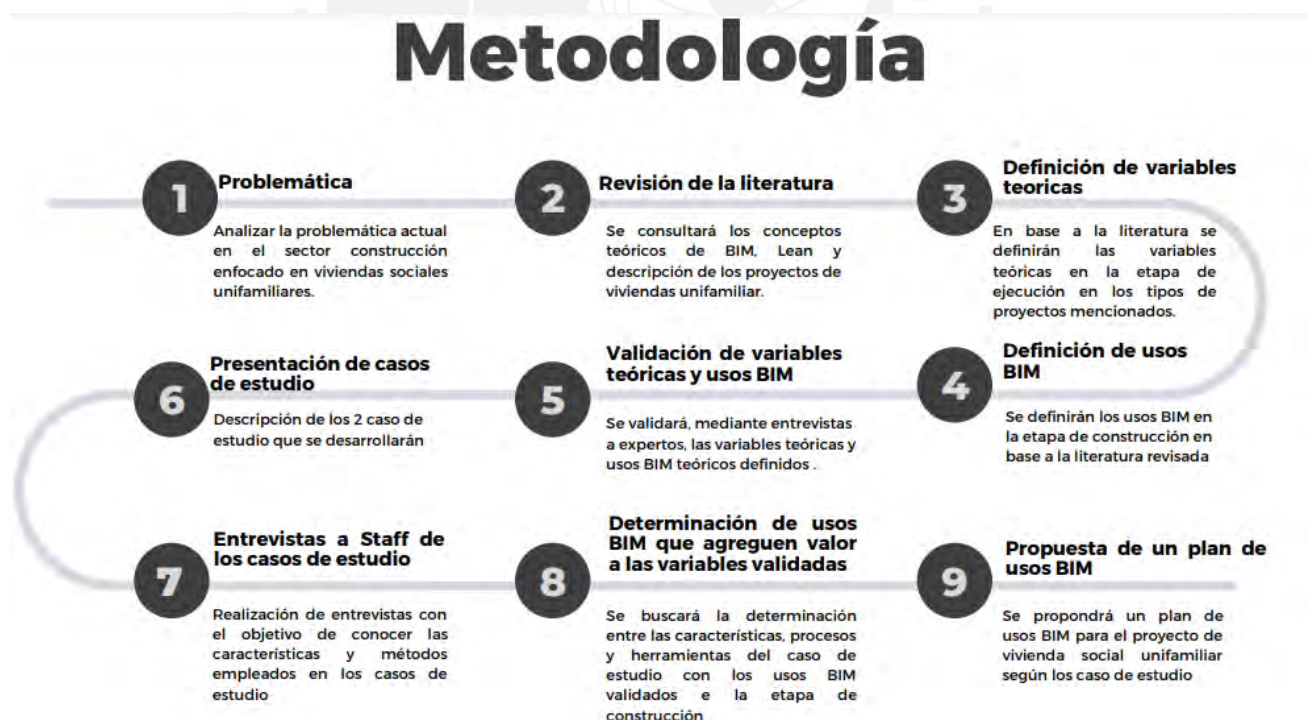 Metodología
1
Problemática
Analizar la problemática actual
en el sector construcción
enfocado en viviendas sociales
unifamiliares.
2
Revisión de la literatura
Se consultará los conceptos
teóricos de BIM, Lean y
descripción de los proyectos de
viviendas unifamiliar.
3
Definición de variables
teoricas
En base a la literatura se
definirán las variables
teóricas en la etapa de
ejecución en los tipos de
proyectos mencionados.
4
Definición de usos
BIM
Se definirán los usos BIM en
la etapa de construcción en
base a la literatura revisada
5
Validación de variables
teóricas y usos BIM
Se validará, mediante entrevistas
a expertos, las variables teóricas y
usos BIM teóricos definidos .
6
Presentación de casos
de estudio
Descripción de los 2 caso de
estudio que se desarrollarán
7
Entrevistas a Staff de
los casos de estudio
Realización de entrevistas con
el objetivo de conocer las
características y métodos
empleados en los casos de
estudio
8
Determinación de usos
BIM que agreguen valor
a las variables validadas
Se buscará la determinación
entre las características, procesos
y herramientas del caso de
estudio con los usos BIM
validados e la etapa de
construcción
9
Propuesta de un plan de
usos BIM
Se propondrá un plan de
usos BIM para el proyecto de
vivienda social unifamiliar
según los caso de estudio